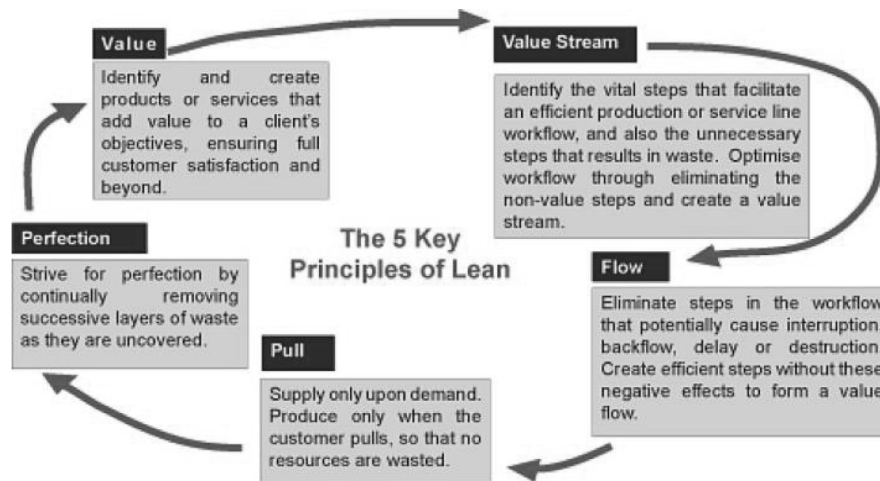 Value
Identify and create
products or services that
add value to a client's
objectives, ensuring full
customer satisfaction and
beyond.
Value Stream
Identify the vital steps that facilitate
an efficient production or service line
workflow, and also the unnecessary
steps that results in waste. Optimise
workflow through eliminating the
non-value steps and create a value
stream.
The 5 Key
Principles of Lean
Flow
Eliminate steps in the workflow
that potentially cause interruption,
backflow, delay or destruction.
Create efficient steps without these
negative effects to form a value
flow.
Pull
Supply only upon demand.
Produce only when the
customer pulls, so that no
resources are wasted.
Perfection
Strive for perfection by
continually removing
successive layers of waste
as they are uncovered.